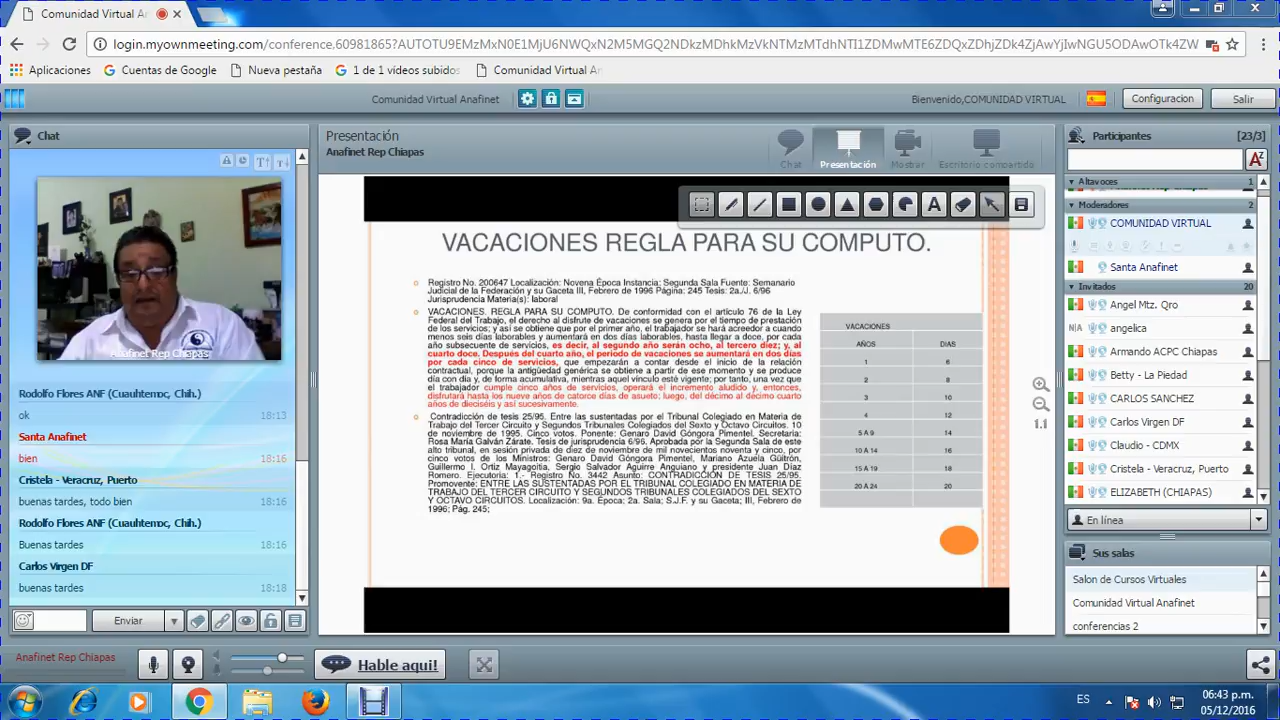 Comunidad Virtual An
login.myownmeeting.com/conference.60981865?AUTOTU9EMzMxN0E1MjU6NWQxN2M5MGQ2NDkzMDhkMzVkNTMzMTdhNTI1ZDMwMTE6ZDQxZDhjZDk4ZjAwYjIwNGU5ODAwOTk4ZW
Aplicaciones
Cuentas de Google
Nueva pestaña
1 de 1 vídeos subidos
Comunidad Virtual An
Comunidad Virtual Anafinet
Bienvenido,COMUNIDAD VIRTUAL
Configuracion
Salir
Chat
Anafinet Rep Chiapas
Rodolfo Flores ANF (Cuauhtemoc, Chih.)
ok 18:13
Santa Anafinet
bien 18:16
Cristela - Veracruz, Puerto
buenas tardes, todo bien 18:16
Rodolfo Flores ANF (Cuauhtemoc, Chih.)
Buenas tardes 18:16
Carlos Virgen DF
buenas tardes 18:18
Enviar
Anafinet Rep Chiapas
Hable aqui!
Presentación
Anafinet Rep Chiapas
Chat
Presentación
Mostrar
Escritorio compartido
VACACIONES REGLA PARA SU COMPUTO.
Registro No. 200647 Localización: Novena Época Instancia: Segunda Sala Fuente: Semanario
Judicial de la Federación y su Gaceta III, Febrero de 1996 Página: 245 Tesis: 2a./J. 6/96
Jurisprudencia Materia(s): laboral
VACACIONES. REGLA PARA SU COMPUTO. De conformidad con el artículo 76 de la Ley
Federal del Trabajo, el derecho al disfrute de vacaciones se genera por el tiempo de prestación
de los servicios; y así se obtiene que por el primer año, el trabajador se hará acreedor a cuando
menos seis días laborables y aumentará en dos días laborables, hasta llegar a doce, por cada
año subsecuente de servicios, es decir, al segundo año serán ocho, al tercero diez; y, al
cuarto doce. Después del cuarto año, el período de vacaciones se aumentará en dos días
por cada cinco de servicios, que empezarán a contar desde el inicio de la relación
contractual, porque la antigüedad genérica se obtiene a partir de ese momento y se produce
día con día y, de forma acumulativa, mientras aquel vínculo esté vigente; por tanto, una vez que
el trabajador cumple cinco años de servicios, operará el incremento aludido y, entonces,
disfrutará hasta los nueve años de catorce días de asueto; luego, del décimo al décimo cuarto
años de dieciséis y así sucesivamente.
Contradicción de tesis 25/95. Entre las sustentadas por el Tribunal Colegiado en Materia de
Trabajo del Tercer Circuito y Segundos Tribunales Colegiados del Sexto y Octavo Circuitos. 10
de noviembre de 1995. Cinco votos. Ponente: Genaro David Góngora Pimentel. Secretaria:
Rosa María Galván Zárate. Tesis de jurisprudencia 6/96. Aprobada por la Segunda Sala de este
alto tribunal, en sesión privada de diez de noviembre de mil novecientos noventa y cinco, por
cinco votos de los Ministros: Genaro David Góngora Pimentel, Mariano Azuela Güitrón,
Guillermo I. Ortiz Mayagoitia, Sergio Salvador Aguirre Anguiano y presidente Juan Díaz
Romero. Ejecutoria: 1.- Registro No. 3442 Asunto: CONTRADICCIÓN DE TESIS 25/95.
Promovente: ENTRE LAS SUSTENTADAS POR EL TRIBUNAL COLEGIADO EN MATERIA DE
TRABAJO DEL TERCER CIRCUITO Y SEGUNDOS TRIBUNALES COLEGIADOS DEL SEXTO
Y OCTAVO CIRCUITOS. Localización: 9a. Época; 2a. Sala; S.J.F. y su Gaceta; III, Febrero de
1996; Pág. 245;
VACACIONES
AÑOS DIAS
1 6
2 8
3 10
4 12
5 A 9 14
10 A 14 16
15 A 19 18
20 A 24 20
1.1
Participantes [23/3]
Altavoces 1
Moderadores 2
COMUNIDAD VIRTUAL
Santa Anafinet
Invitados 20
Angel Mtz. Qro
N/A angelica
Armando ACPC Chiapas
Betty - La Piedad
CARLOS SANCHEZ
Carlos Virgen DF
Claudio - CDMX
Cristela - Veracruz, Puerto
ELIZABETH (CHIAPAS)
En línea
Sus salas
Salon de Cursos Virtuales
Comunidad Virtual Anafinet
conferencias 2
ES
06:43 p.m.
05/12/2016